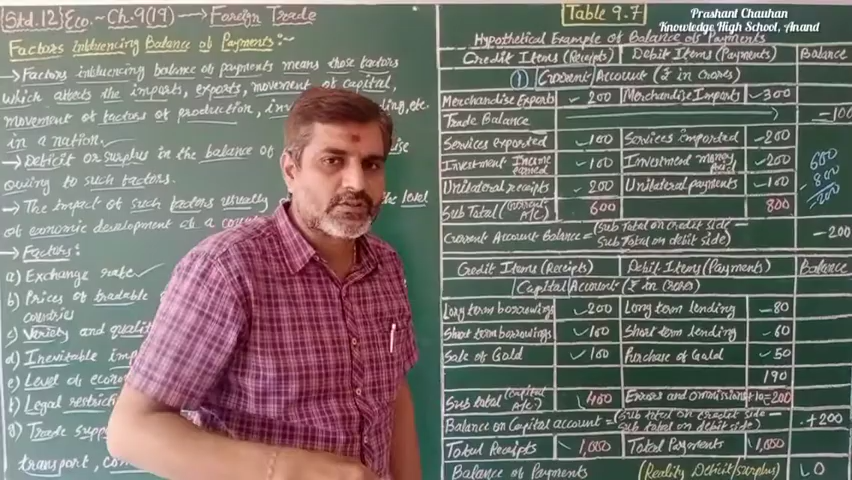 [Std.12] Eco.~ Ch.9(19) → Foreign Trade
Factors influencing Balance of Payments:~
→ Factors influencing balance of payments means those factors
which affects the imports, exports, movement of capital,
movement of factors of production, etc.
in a nation.
→ Deficit or surplus in the balance of
owing to such factors.
→ The impact of such factors usually the level
of economic development of a
→ Factors:
a) Exchange rate
b) Prices of tradable
countries
c) Variety and
d) Inevitable
e) Level of
f) Legal
g) Trade
transport,
Table 9.7
Prashant Chauhan
Knowledge High School, Anand
Hypothetical Example of Balance of Payments
Credit Items (Receipts) Debit Items (Payments) Balance
① Current Account (₹ in Crores)
Merchandise Exports 200 Merchandise Imports -300
Trade Balance -100
Services exported 100 Services imported -200
Investment Income earned 100 Investment money paid -200
Unilateral receipts 200 Unilateral payments -100
600
- 800
-200
Sub Total (Current A/c) 600 800
Current Account Balance = (Sub Total on credit side -
Sub Total on debit side) -200
Credit Items (Receipts) Debit Items (Payments) Balance
Capital Account (₹ in Crores)
Long term borrowings 200 Long term lending -80
Short term borrowings 100 Short term lending -60
Sale of Gold 100 Purchase of Gold 50
190
Sub total (capital A/c) 400 Errors and ommissions +10=200
Balance on Capital account = (Sub total on credit side -
Sub total on debit side) +200
Total Receipts 1,000 Total Payments 1,000
Balance of Payments (Reality Deficit/surplus) 0